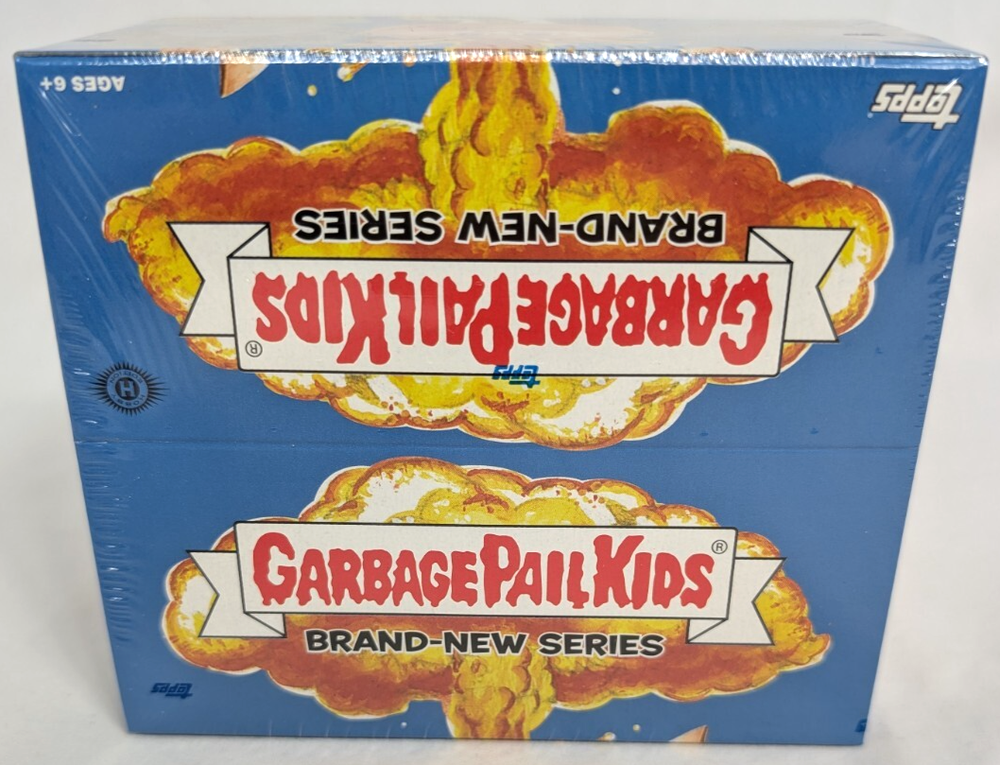 AGES 6+
topps®
BRAND-NEW SERIES
GARBAGE PAIL KIDS®
topps
H
GARBAGE PAIL KIDS®
BRAND-NEW SERIES
topps